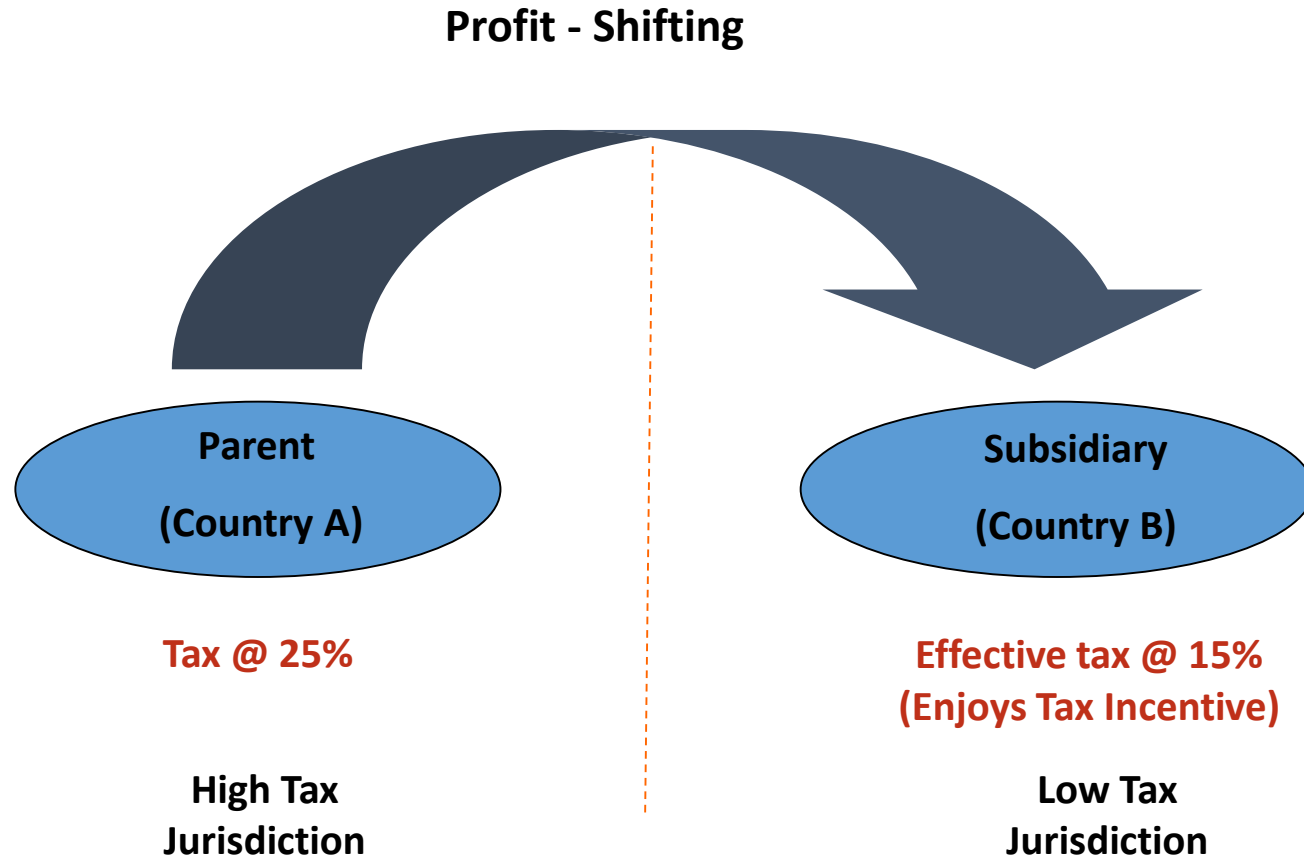 Profit - Shifting
Parent
(Country A)
Subsidiary
(Country B)
Tax @ 25%
Effective tax @ 15%
(Enjoys Tax Incentive)
High Tax
Jurisdiction
Low Tax
Jurisdiction